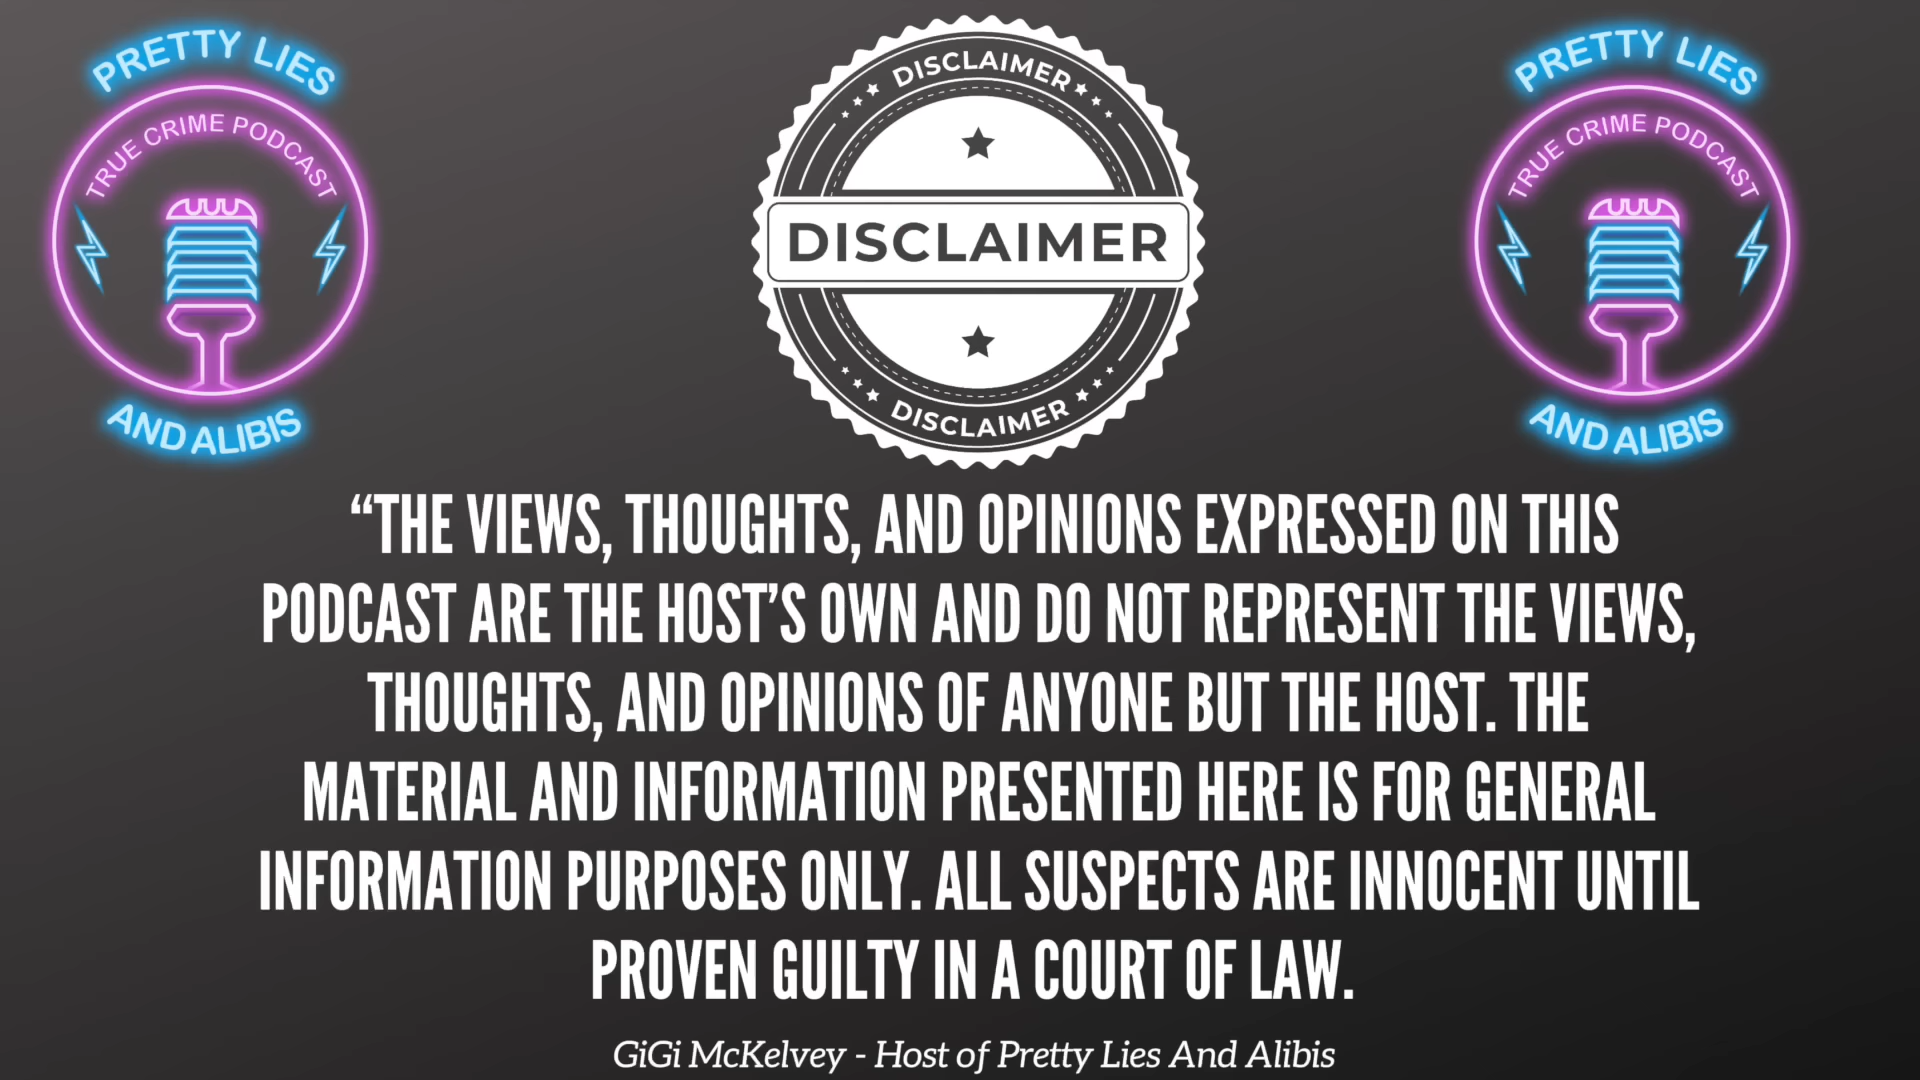 PRETTY LIES
TRUE CRIME PODCAST
AND ALIBIS
DISCLAIMER
DISCLAIMER
DISCLAIMER
PRETTY LIES
TRUE CRIME PODCAST
AND ALIBIS
“THE VIEWS, THOUGHTS, AND OPINIONS EXPRESSED ON THIS
PODCAST ARE THE HOST’S OWN AND DO NOT REPRESENT THE VIEWS,
THOUGHTS, AND OPINIONS OF ANYONE BUT THE HOST. THE
MATERIAL AND INFORMATION PRESENTED HERE IS FOR GENERAL
INFORMATION PURPOSES ONLY. ALL SUSPECTS ARE INNOCENT UNTIL
PROVEN GUILTY IN A COURT OF LAW.
GiGi McKelvey - Host of Pretty Lies And Alibis